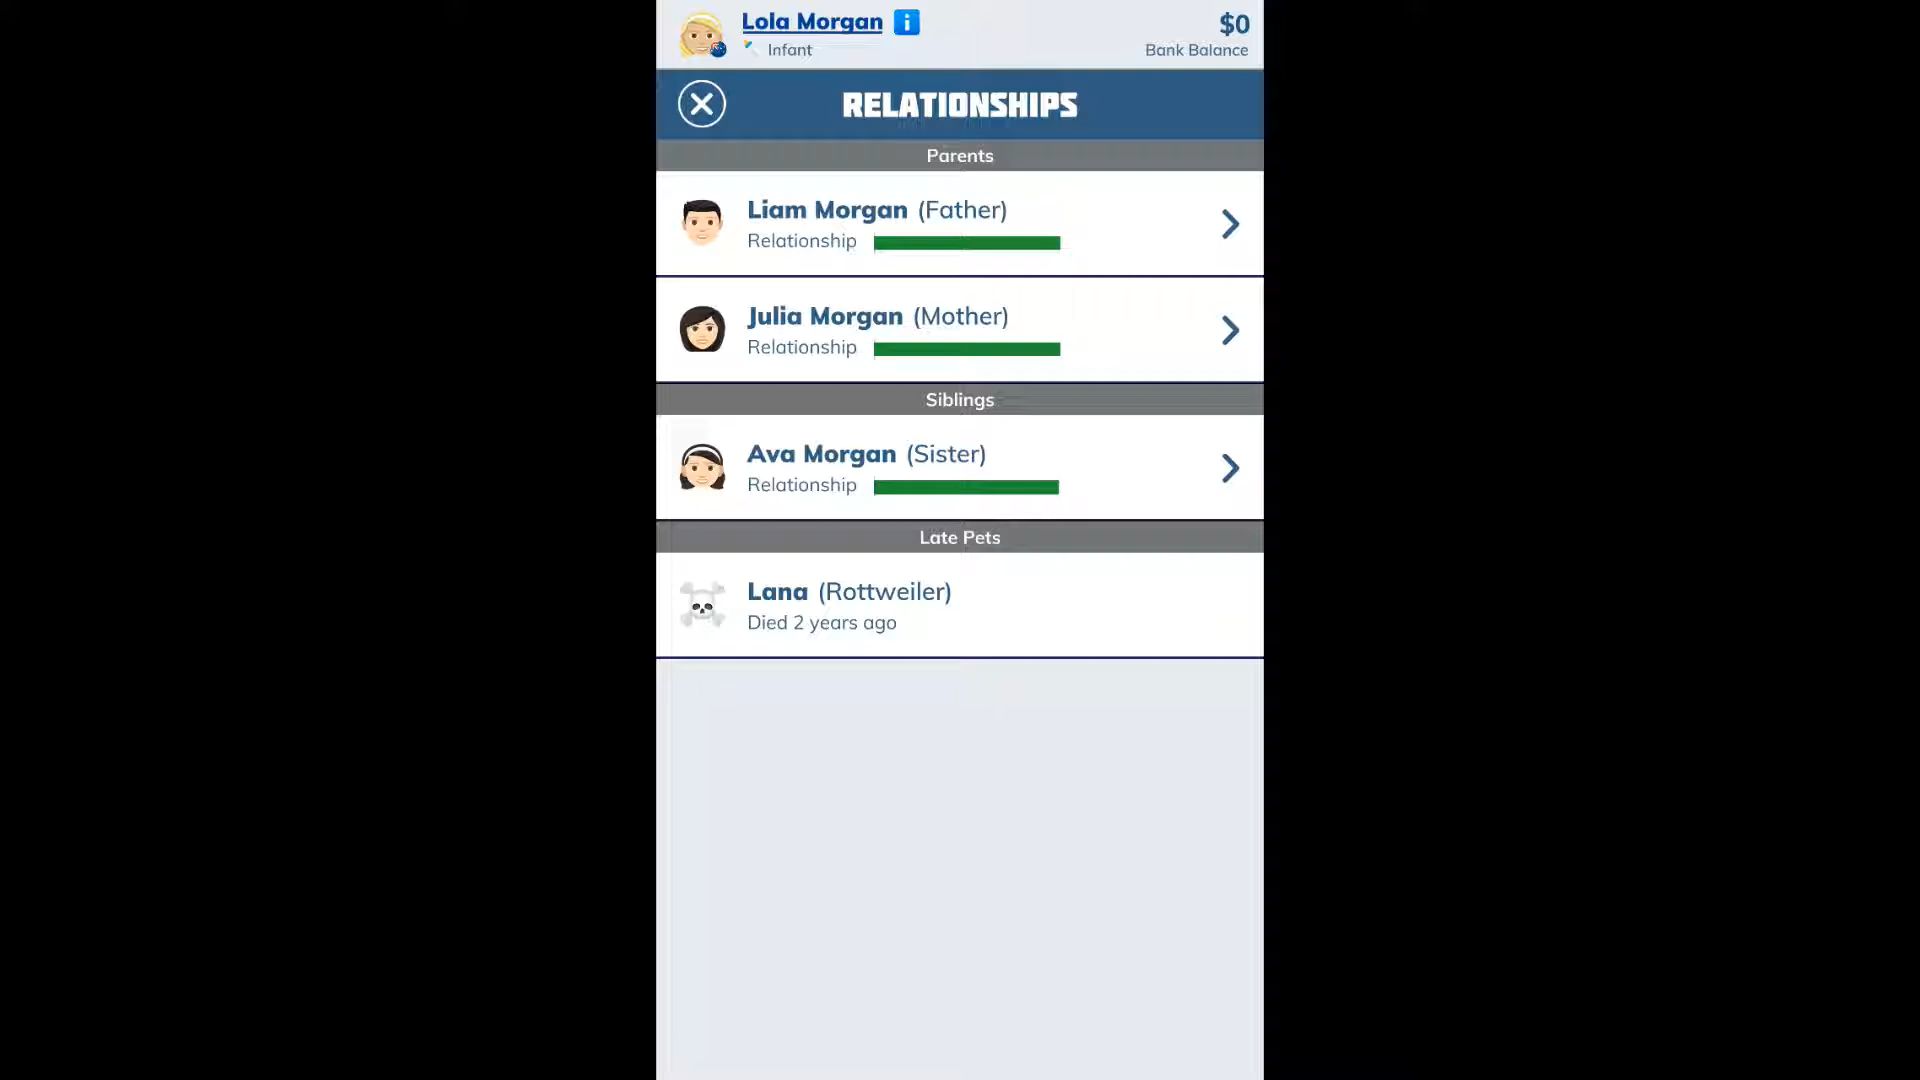 Lola Morgan
Infant
$0
Bank Balance
RELATIONSHIPS
Parents
Liam Morgan (Father)
Relationship
Julia Morgan (Mother)
Relationship
Siblings
Ava Morgan (Sister)
Relationship
Late Pets
Lana (Rottweiler)
Died 2 years ago